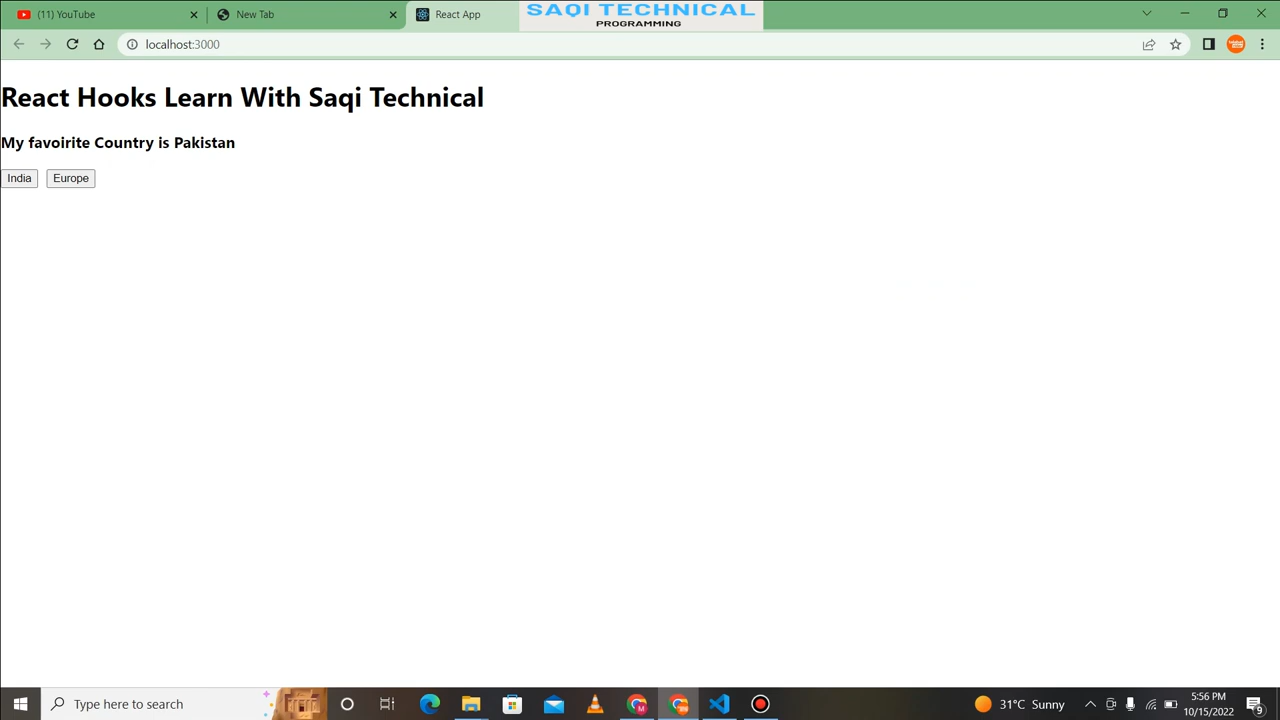 (11) YouTube
New Tab
React App
SAQI TECHNICAL
PROGRAMMING
localhost:3000
React Hooks Learn With Saqi Technical
My favoirite Country is Pakistan
India Europe
Type here to search
M
31°C Sunny
5:56 PM
10/15/2022
9